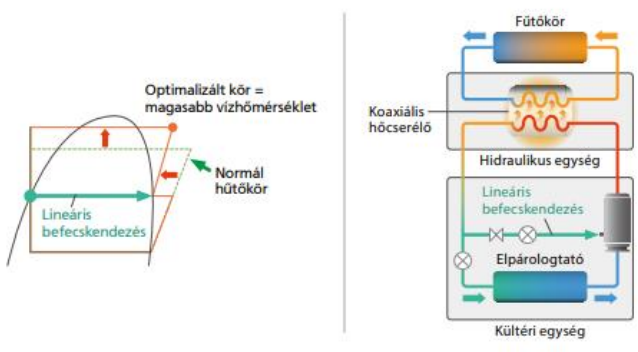 Optimalizált kör =
magasabb vízhőmérséklet
Normál
hűtőkör
Lineáris
befecskendezés
Fűtőkör
Koaxiális
hőcserélő
Hidraulikus egység
Lineáris
befecskendezés
Elpárologtató
Kültéri egység